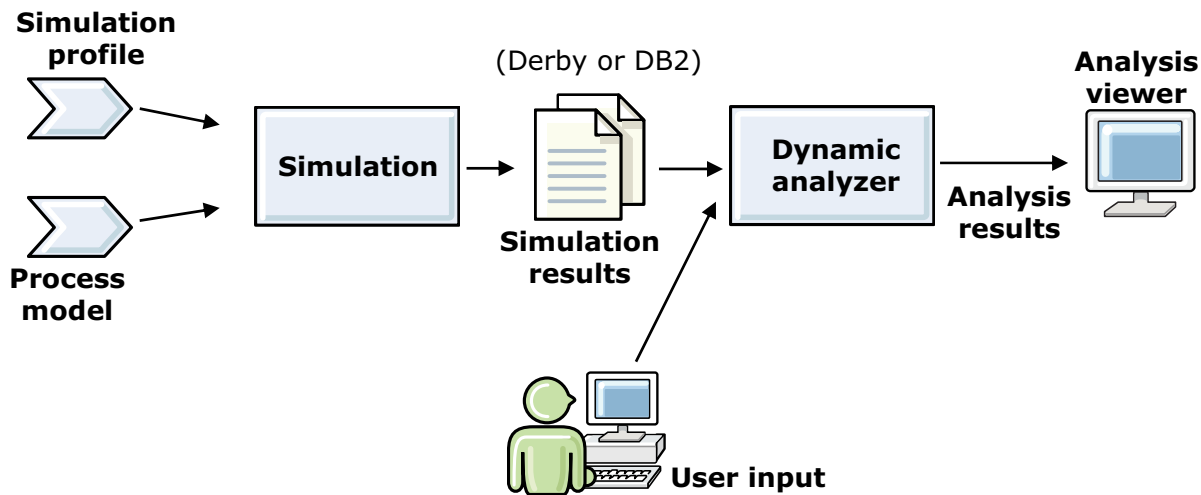 Simulation
profile
Process
model
Simulation
(Derby or DB2)
Simulation
results
User input
Dynamic
analyzer
Analysis
results
Analysis
viewer